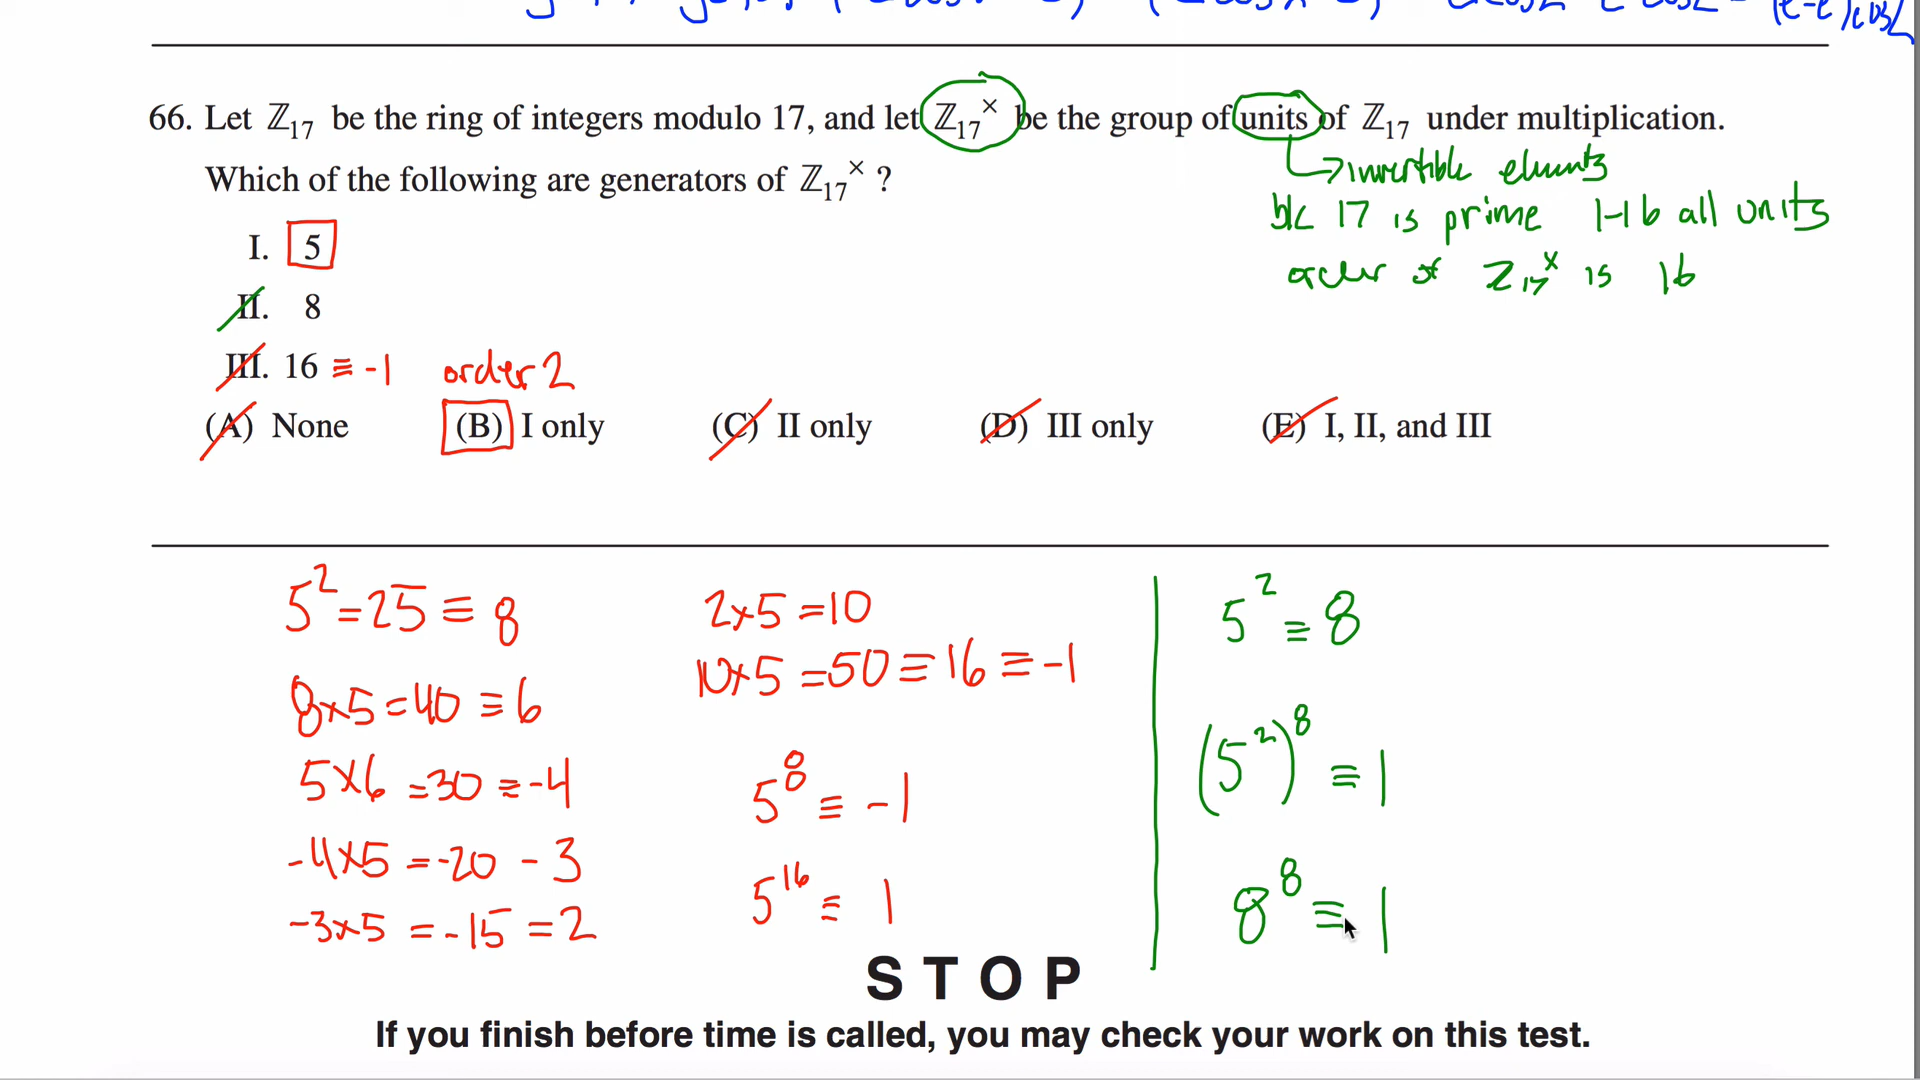 66. Let ℤ₁₇ be the ring of integers modulo 17, and let ℤ₁₇ˣ be the group of units of ℤ₁₇ under multiplication.
Which of the following are generators of ℤ₁₇ˣ ?
→ invertible
b/c 17 is prime 1-16 all units
of ℤ₁₇ˣ is 16
I. 5
II. 8
III. 16 ≡ -1 order 2
(A) None (B) I only (C) II only (D) III only (E) I, II, and III
5² = 25 ≡ 8
8×5 = 40 ≡ 6
5×6 = 30 ≡ -4
-4×5 = -20 - 3
-3×5 = -15 = 2
2×5 = 10
10×5 = 50 ≡ 16 ≡ -1
5⁸ ≡ -1
5¹⁶ ≡ 1
5² ≡ 8
(5²)⁸ ≡ 1
8⁸ ≡ 1
STOP
If you finish before time is called, you may check your work on this test.